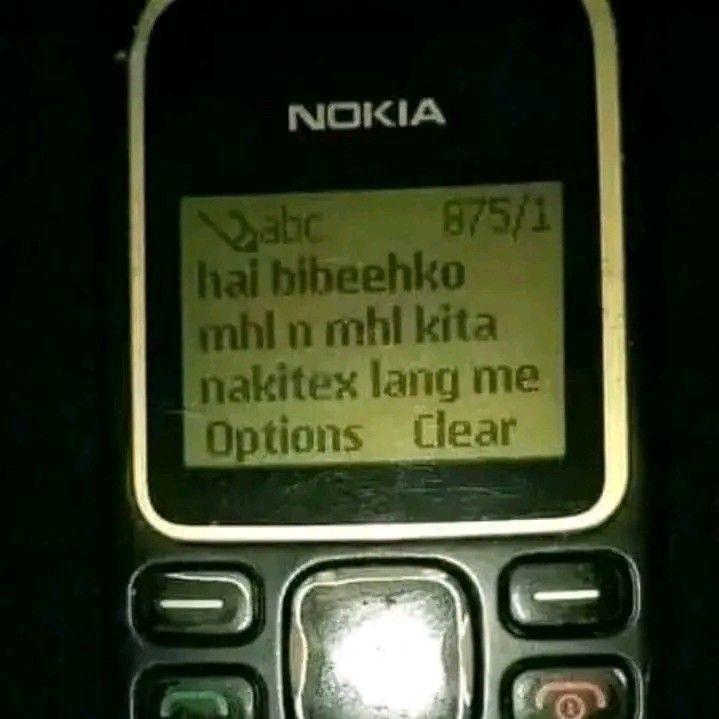 NOKIA
abc 875/1
hai bibeehko
mhl n mhl kita
nakitex lang me
Options Clear